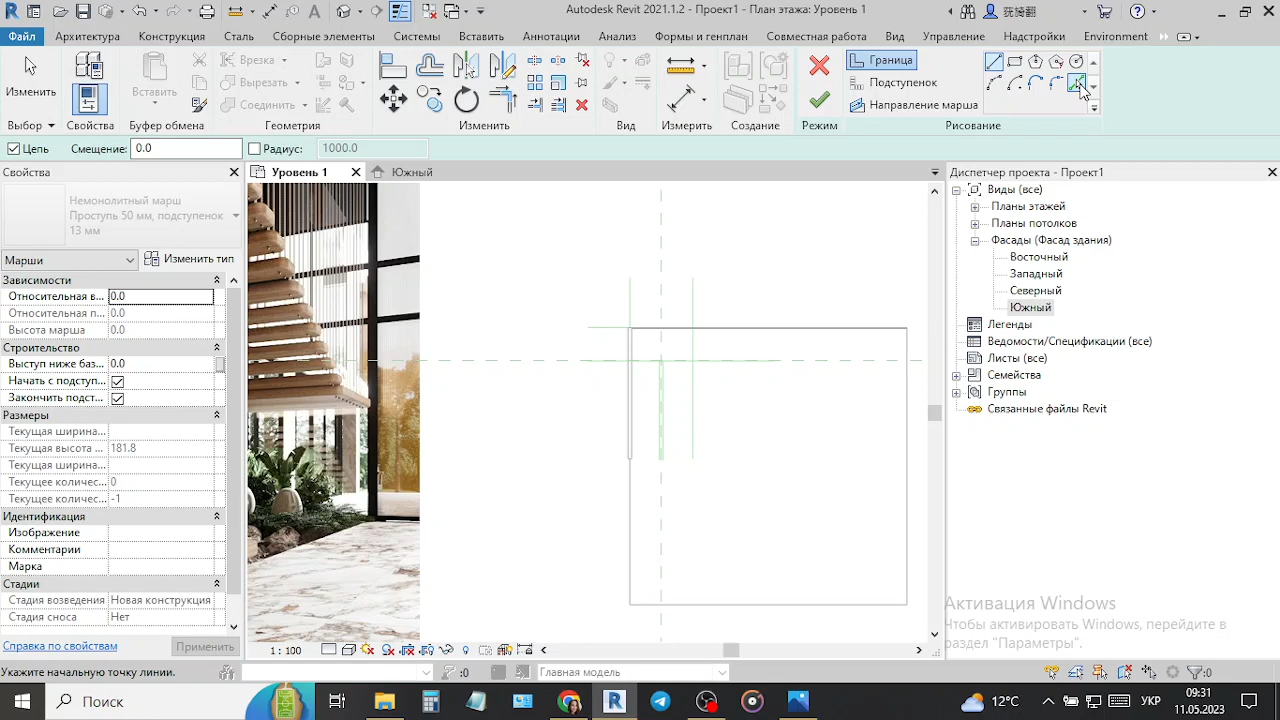 Autodesk Revit 2021.1.2 - Проект1 - План этажа: Уровень 1
Файл Архитектура Конструкция Сталь Сборные элементы Системы Вставить Аннотации Анализ Формы и генплан Совместная работа Вид Управление Надстройки Environment
Изменить
Вставить
Врезка
Вырезать
Соединить
Граница
Подступенок
Направление марша
Выбор
Свойства
Буфер обмена
Геометрия
Изменить
Вид
Измерить
Создание
Режим
Рисование
Цепь
Смещение:
0.0
Радиус:
1000.0
Свойства
Уровень 1
Южный
Диспетчер проекта - Проект1
Немонолитный марш
Проступь 50 мм, подступенок
13 мм
Марши
Изменить тип
Зависимости
Относительная в... 0.0
Относительная п... 0.0
Высота марша 0.0
Строительство
Выступ ниже баз... 0.0
Начать с подступ...
Закончить подст...
Размеры
Текущая ширина...
Текущая высота ... 181.8
Текущая ширина...
Текущее количес... 0
Текущее количес... -1
Идентификация
Изображение
Комментарии
Марка
Стадии
Стадия возведения Новая конструкция
Стадия сноса Нет
Справка по свойствам
Применить
Виды (все)
Планы этажей
Планы потолков
Фасады (Фасад здания)
Восточный
Западный
Северный
Южный
Легенды
Ведомости/Спецификации (все)
Листы (все)
Семейства
Группы
Связанные файлы Revit
Активация Windows
Чтобы активировать Windows, перейдите в
раздел "Параметры".
: 100
Укажите начальную точку линии.
:0
Главная модель
:0
Поиск
12°C
УКР
09:31
11.05.2023